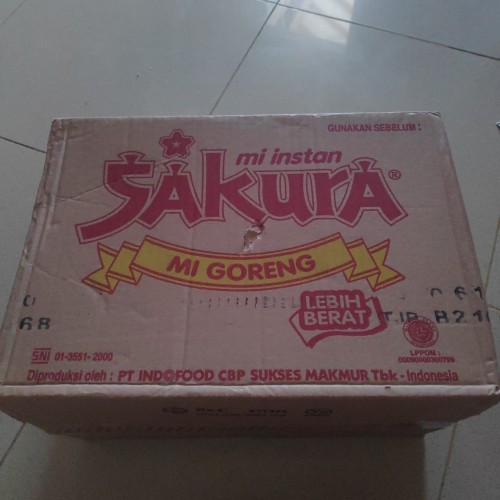 GUNAKAN SEBELUM :
mi instan
SAKURA®
MI GORENG
LEBIH
BERAT
68
SNI 01-3551-2000
LPPOM :
Diproduksi oleh : PT INDOFOOD CBP SUKSES MAKMUR Tbk - Indonesia